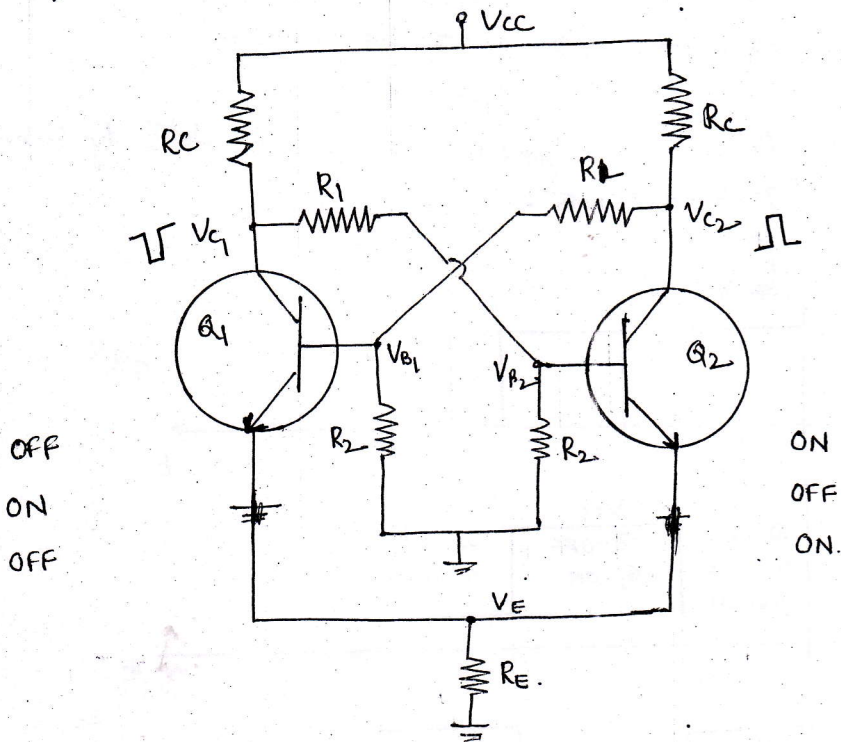 VCC
RC
RC
R1
R1
VC1
VC2
Q1
VB1
VB2
Q2
R2
R2
OFF
ON
OFF
ON
OFF
ON.
VE
RE.